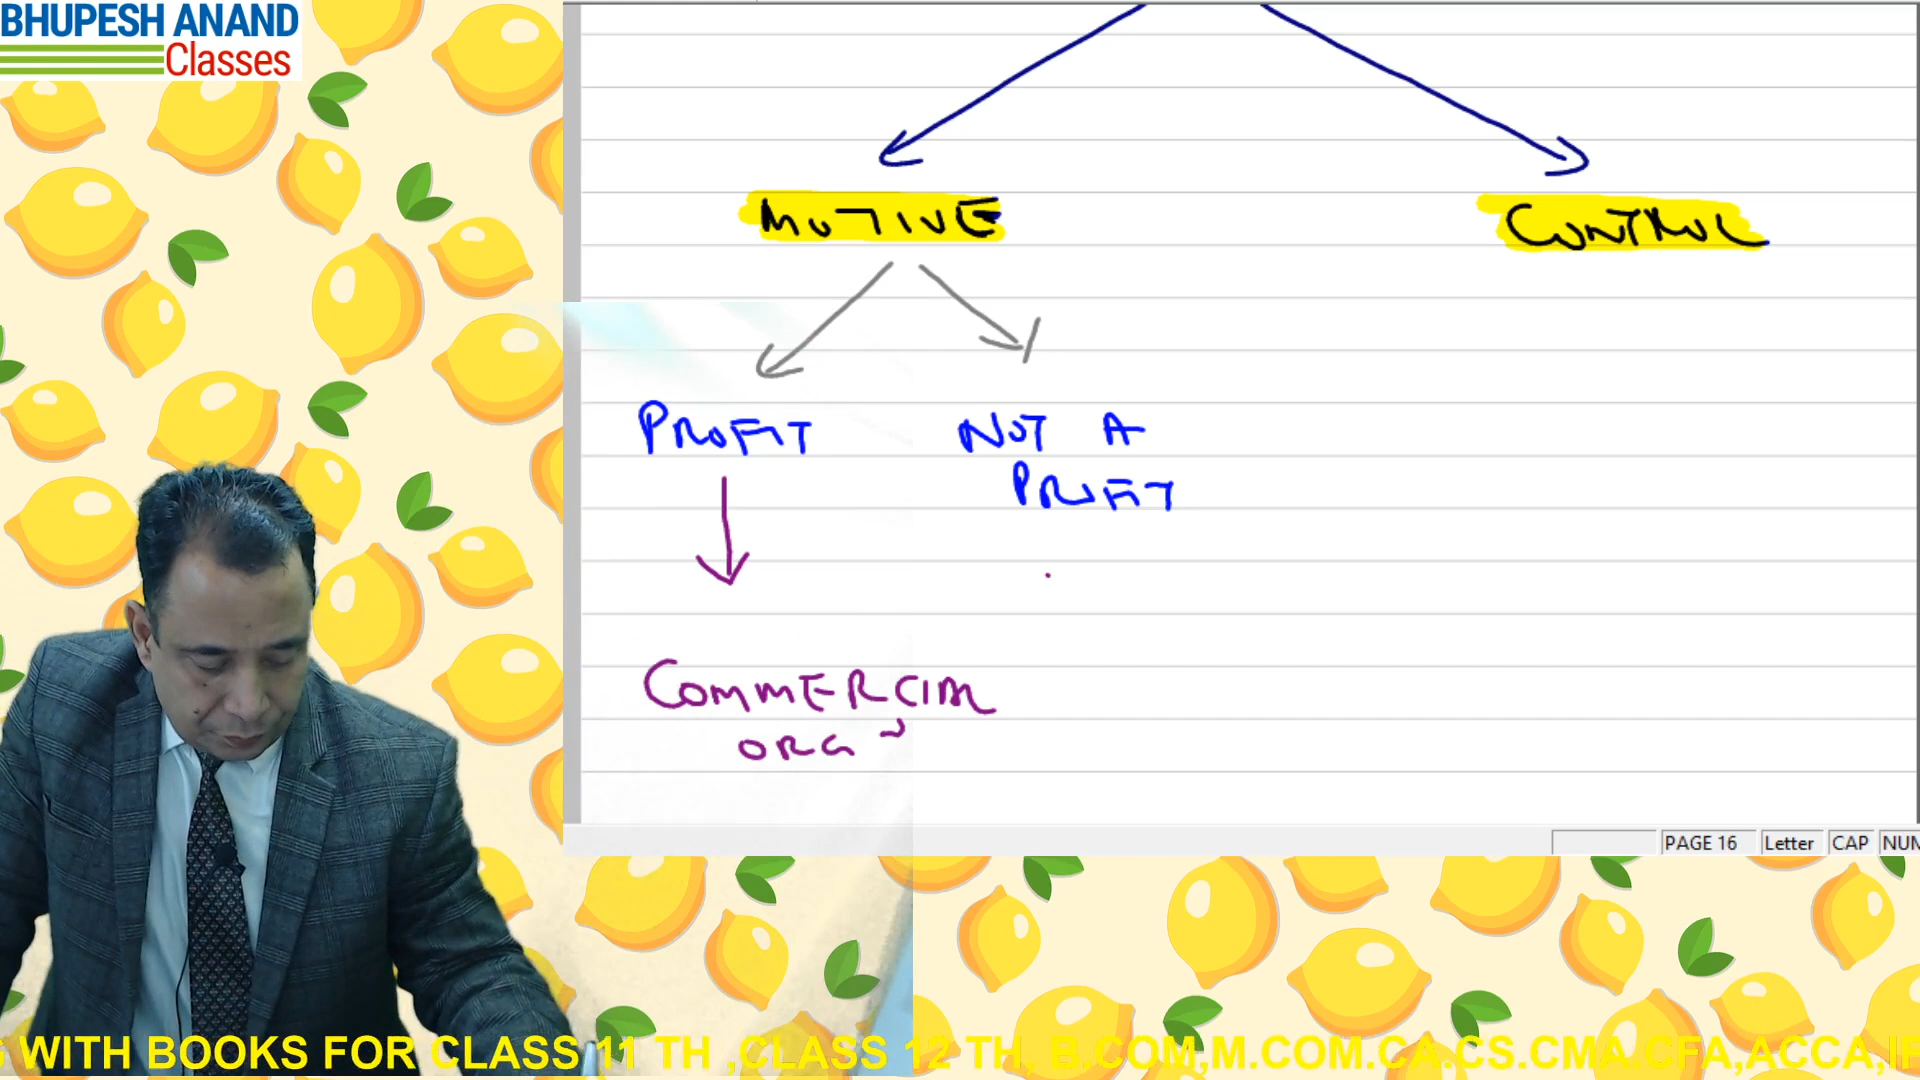 BHUPESH ANAND
Classes
MOTIVE
CONTROL
PROFIT
NOT A
PROFIT
COMMERCIAL
ORG
PAGE 16
Letter
CAP
NUM
WITH BOOKS FOR CLASS 11 TH ,CLASS 12 TH, B.COM,M.COM.CA.CS.CMA.CFA,ACCA,